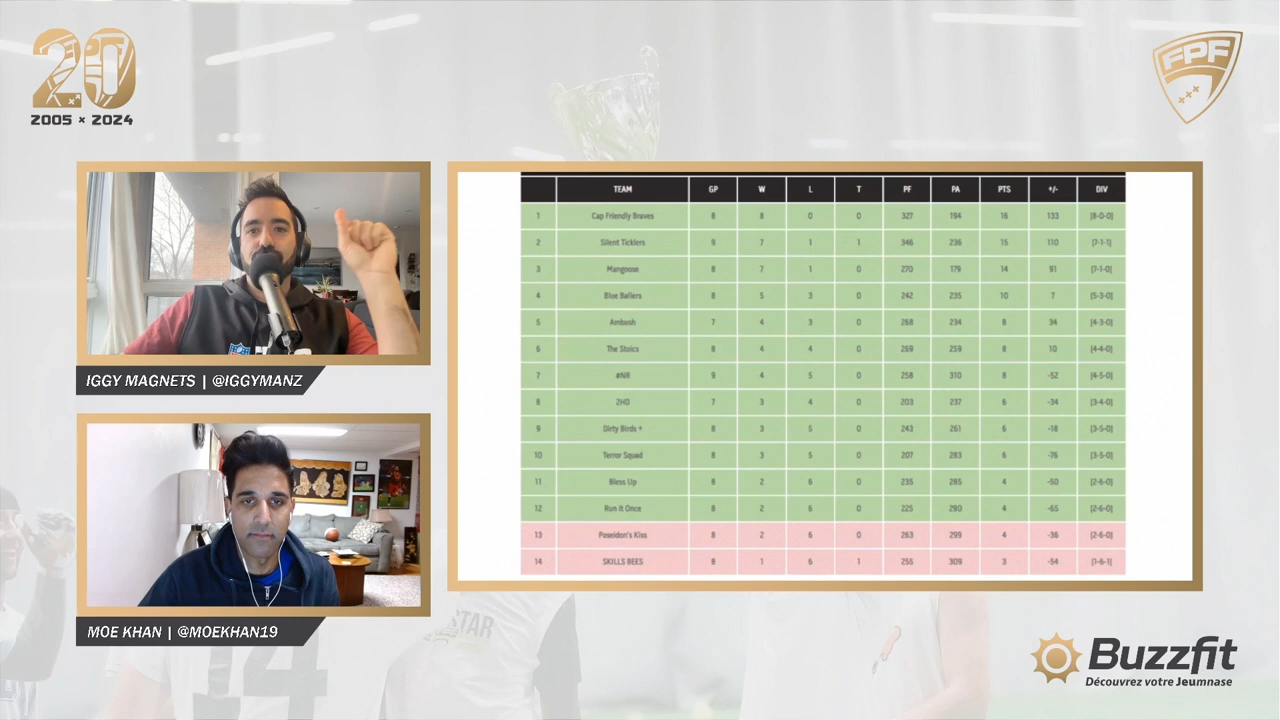 20
2005 × 2024
FPF
TEAM GP W L T PF PA PTS +/- DIV
1 Cap Friendly Braves 8 8 0 0 327 194 16 133 [8-0-0]
2 Silent Ticklers 9 7 1 1 346 236 15 110 [7-1-1]
3 Mangoose 8 7 1 0 270 179 14 91 [7-1-0]
4 Blue Ballers 8 5 3 0 242 235 10 7 [5-3-0]
5 Ambush 7 4 3 0 268 234 8 34 [4-3-0]
6 The Stoics 8 4 4 0 269 259 8 10 [4-4-0]
7 #NR 9 4 5 0 258 310 8 -52 [4-5-0]
8 2HD 7 3 4 0 203 237 6 -34 [3-4-0]
9 Dirty Birds + 8 3 5 0 243 261 6 -18 [3-5-0]
10 Terror Squad 8 3 5 0 207 283 6 -76 [3-5-0]
11 Bless Up 8 2 6 0 235 285 4 -50 [2-6-0]
12 Run It Once 8 2 6 0 225 290 4 -65 [2-6-0]
13 Poseidon's Kiss 8 2 6 0 263 299 4 -36 [2-6-0]
14 SKILLS BEES 8 1 6 1 255 309 3 -54 [1-6-1]
IGGY MAGNETS | @IGGYMANZ
MOE KHAN | @MOEKHAN19
STAR
14
Buzzfit
Découvrez votre Jeumnase